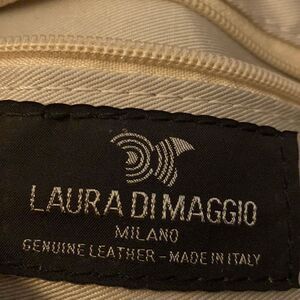 LAURA DI MAGGIO
MILANO
GENUINE LEATHER - MADE IN ITALY